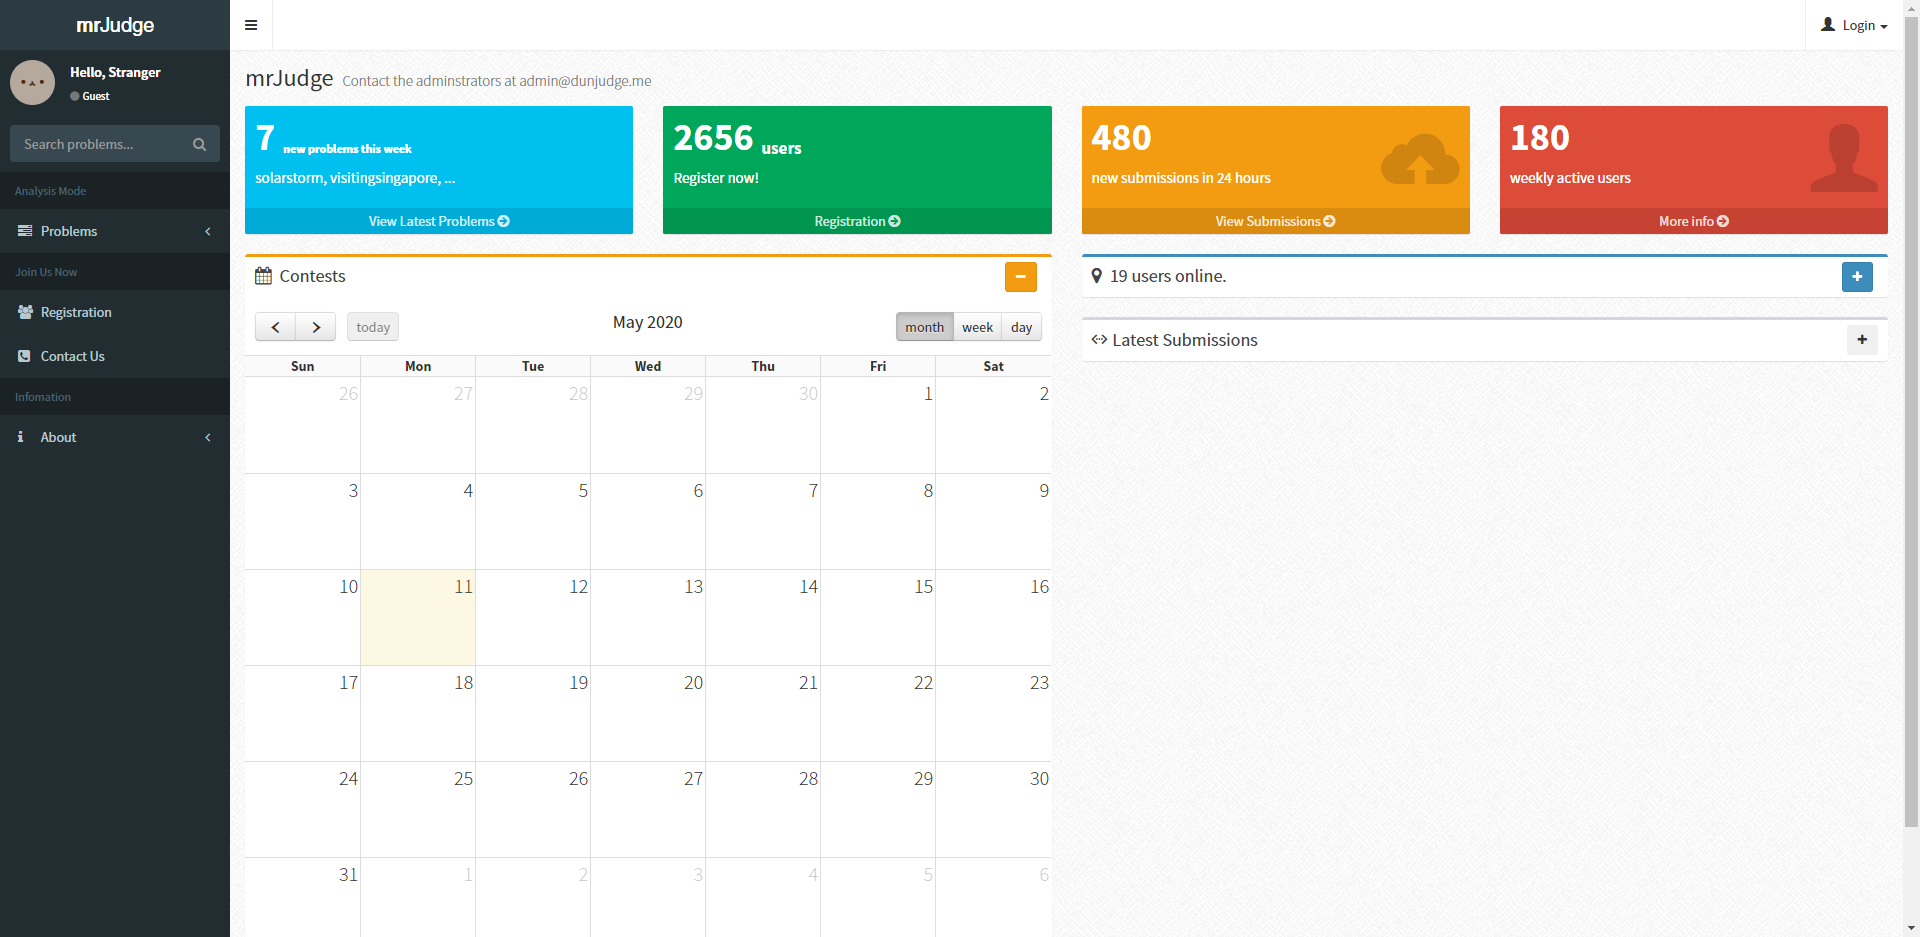 mrJudge
Login
Hello, Stranger
Guest
Search problems...
Analysis Mode
Problems
Join Us Now
Registration
Contact Us
Infomation
About
mrJudge Contact the adminstrators at admin@dunjudge.me
7 new problems this week
solarstorm, visitingsingapore, ...
View Latest Problems
2656 users
Register now!
Registration
480
new submissions in 24 hours
View Submissions
180
weekly active users
More info
Contests
today
May 2020
month week day
Sun Mon Tue Wed Thu Fri Sat
26 27 28 29 30 1 2
3 4 5 6 7 8 9
10 11 12 13 14 15 16
17 18 19 20 21 22 23
24 25 26 27 28 29 30
31 1 2 3 4 5 6
19 users online.
Latest Submissions